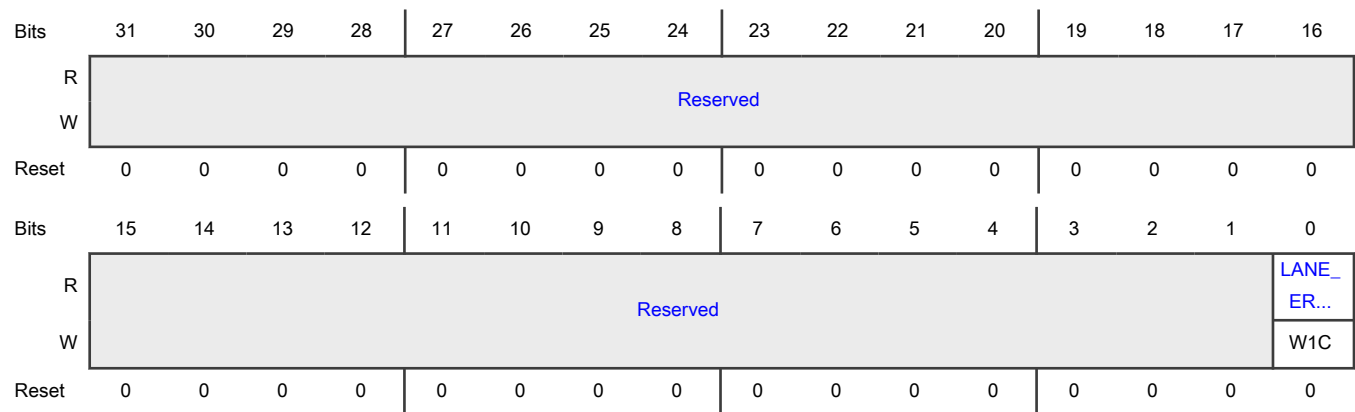 Bits 31 30 29 28 27 26 25 24 23 22 21 20 19 18 17 16
R
Reserved
W
Reset 0 0 0 0 0 0 0 0 0 0 0 0 0 0 0 0
Bits 15 14 13 12 11 10 9 8 7 6 5 4 3 2 1 0
R
Reserved
LANE_
ER...
W
W1C
Reset 0 0 0 0 0 0 0 0 0 0 0 0 0 0 0 0